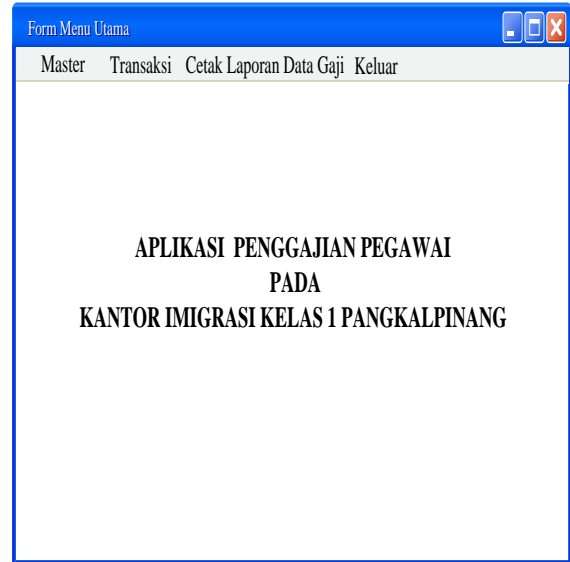 Form Menu Utama
Master Transaksi Cetak Laporan Data Gaji Keluar
APLIKASI PENGGAJIAN PEGAWAI
PADA
KANTOR IMIGRASI KELAS 1 PANGKALPINANG